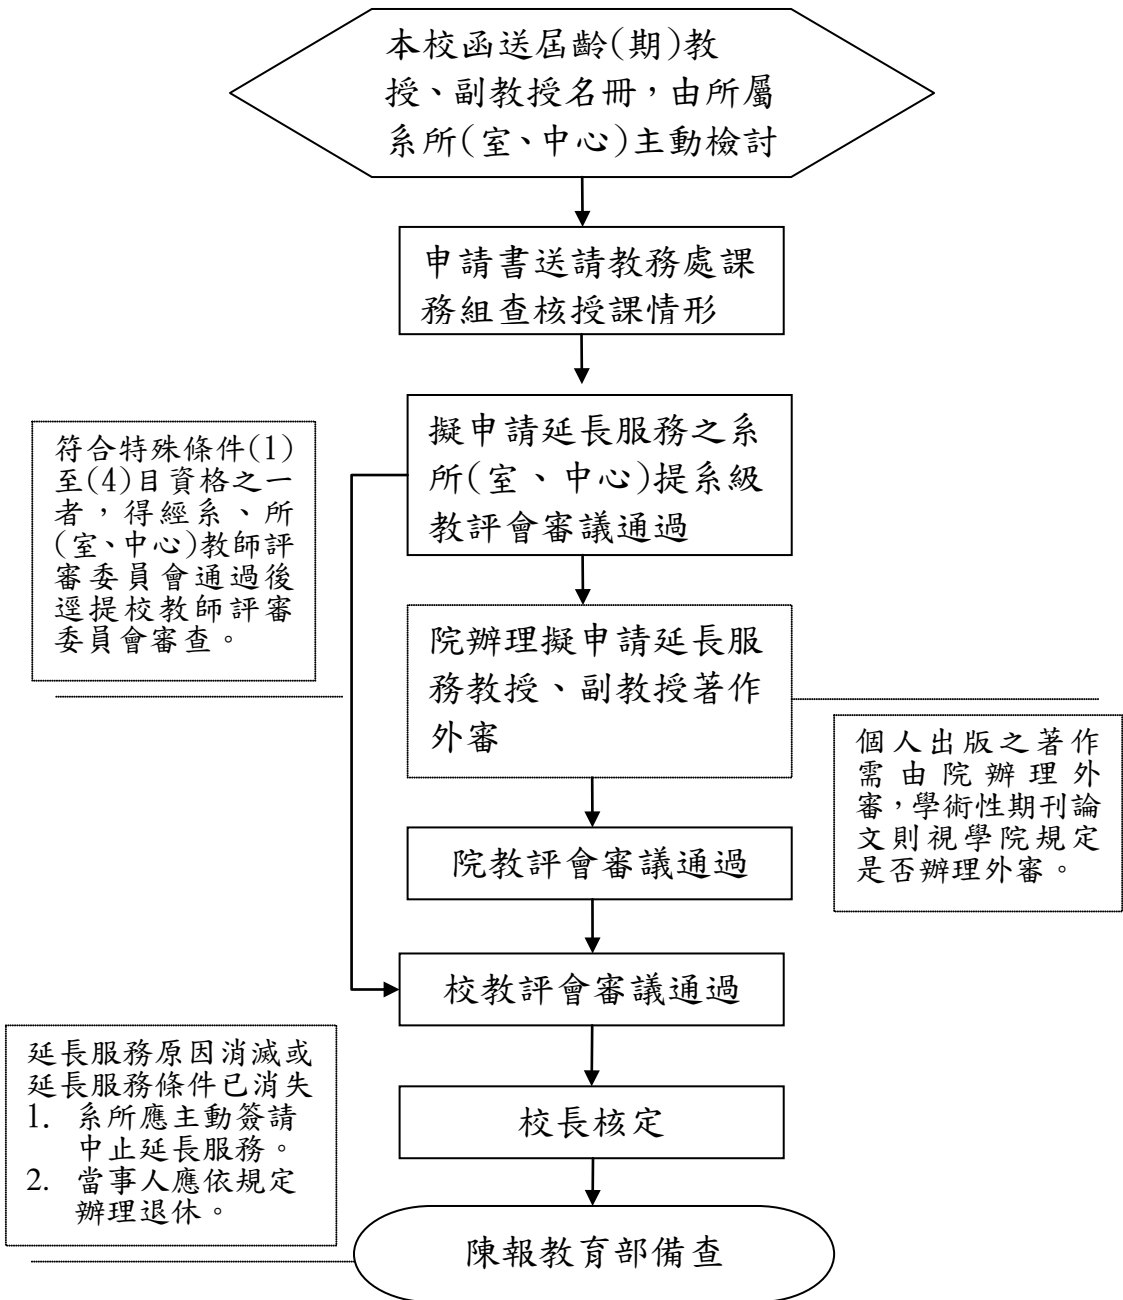 本校函送屆齡(期)教
授、副教授名冊，由所屬
系所(室、中心)主動檢討
申請書送請教務處課
務組查核授課情形
擬申請延長服務之系
所(室、中心)提系級
教評會審議通過
符合特殊條件(1)
至(4)目資格之一
者，得經系、所
(室、中心)教師評
審委員會通過後
逕提校教師評審
委員會審查。
院辦理擬申請延長服
務教授、副教授著作
外審
個人出版之著作
需由院辦理外
審，學術性期刊論
文則視學院規定
是否辦理外審。
院教評會審議通過
校教評會審議通過
延長服務原因消滅或
延長服務條件已消失
1. 系所應主動簽請
中止延長服務。
2. 當事人應依規定
辦理退休。
校長核定
陳報教育部備查